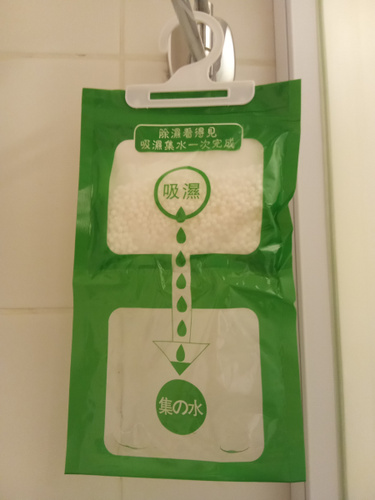 除濕看得見
吸濕集水一次完成
吸濕
集の水